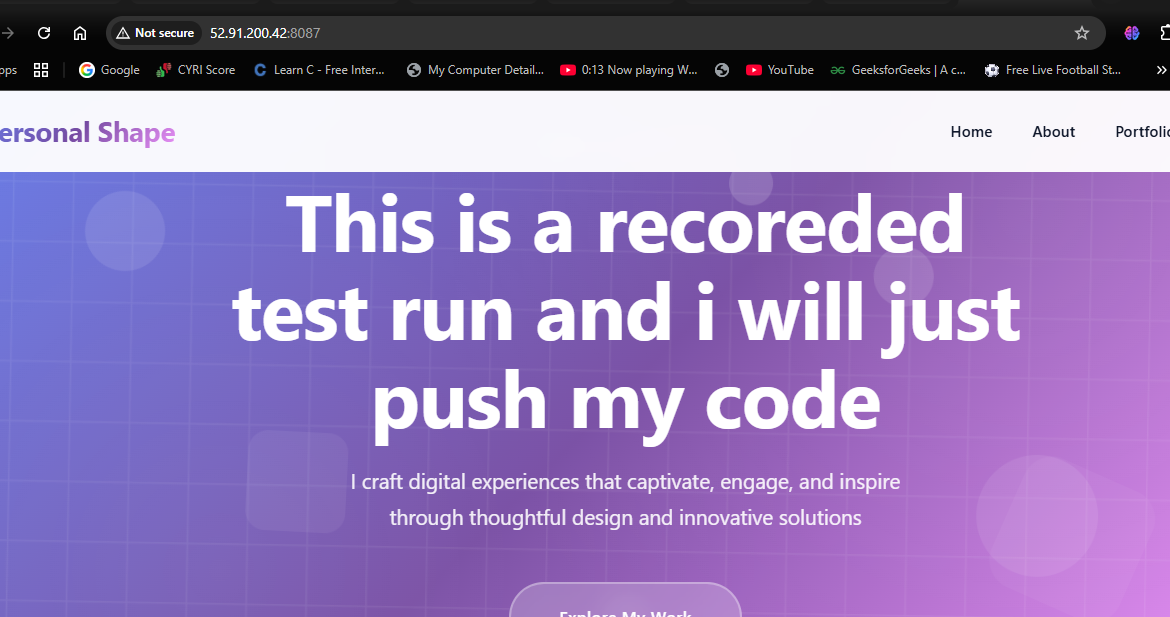 Not secure 52.91.200.42:8087
Google CYRI Score Learn C - Free Inter... My Computer Detail... 0:13 Now playing W... YouTube GeeksforGeeks | A c... Free Live Football St...
ersonal Shape Home About Portfolio
This is a recoreded
test run and i will just
push my code
I craft digital experiences that captivate, engage, and inspire
through thoughtful design and innovative solutions
Explore My Work